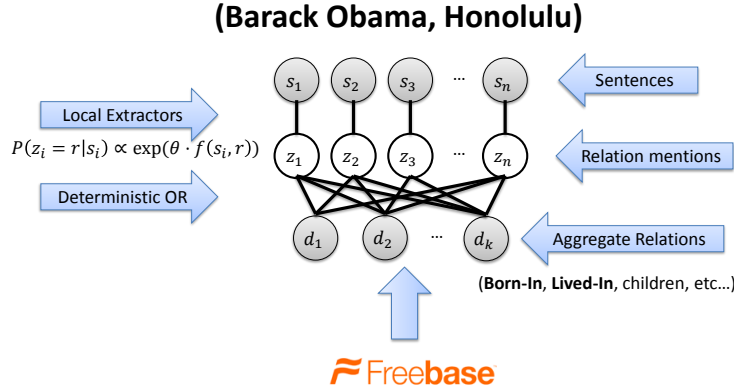 (Barack Obama, Honolulu)
s₁ s₂ s₃ ... sₙ
Sentences
Local Extractors
P(zᵢ = r|sᵢ) ∝ exp(θ · f(sᵢ, r))
z₁ z₂ z₃ ... zₙ
Relation mentions
Deterministic OR
d₁ d₂ ... dₖ
Aggregate Relations
(Born-In, Lived-In, children, etc...)
Freebase™